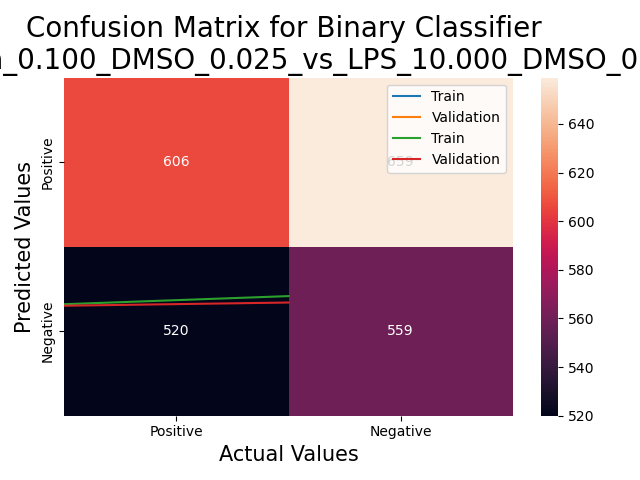 Confusion Matrix for Binary Classifier
_0.100_DMSO_0.025_vs_LPS_10.000_DMSO_0
Train
Validation
Train
Validation
640
620
600
580
560
540
520
Predicted Values
Positive
Negative
606
659
520
559
Positive
Negative
Actual Values